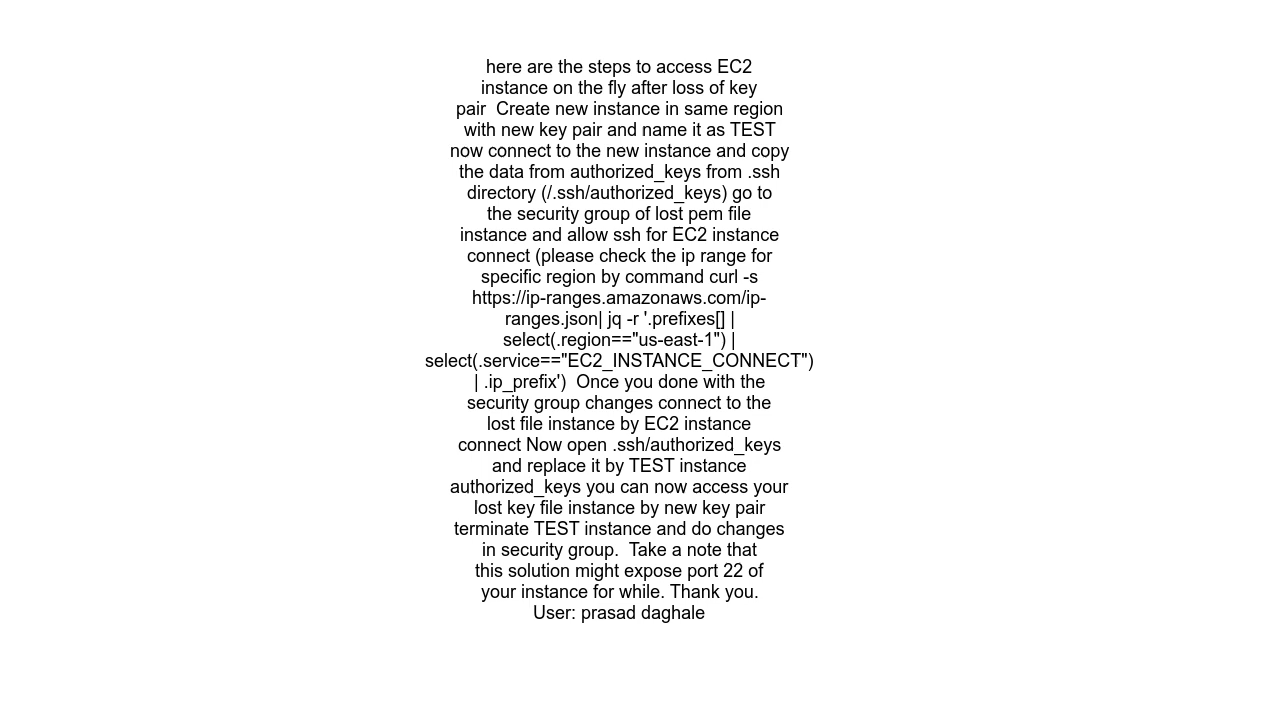 here are the steps to access EC2
instance on the fly after loss of key
pair  Create new instance in same region
with new key pair and name it as TEST
now connect to the new instance and copy
the data from authorized_keys from .ssh
directory (/.ssh/authorized_keys) go to
the security group of lost pem file
instance and allow ssh for EC2 instance
connect (please check the ip range for
specific region by command curl -s
https://ip-ranges.amazonaws.com/ip-
ranges.json| jq -r '.prefixes[] |
select(.region=="us-east-1") |
select(.service=="EC2_INSTANCE_CONNECT")
| .ip_prefix')  Once you done with the
security group changes connect to the
lost file instance by EC2 instance
connect Now open .ssh/authorized_keys
and replace it by TEST instance
authorized_keys you can now access your
lost key file instance by new key pair
terminate TEST instance and do changes
in security group.  Take a note that
this solution might expose port 22 of
your instance for while. Thank you.
User: prasad daghale